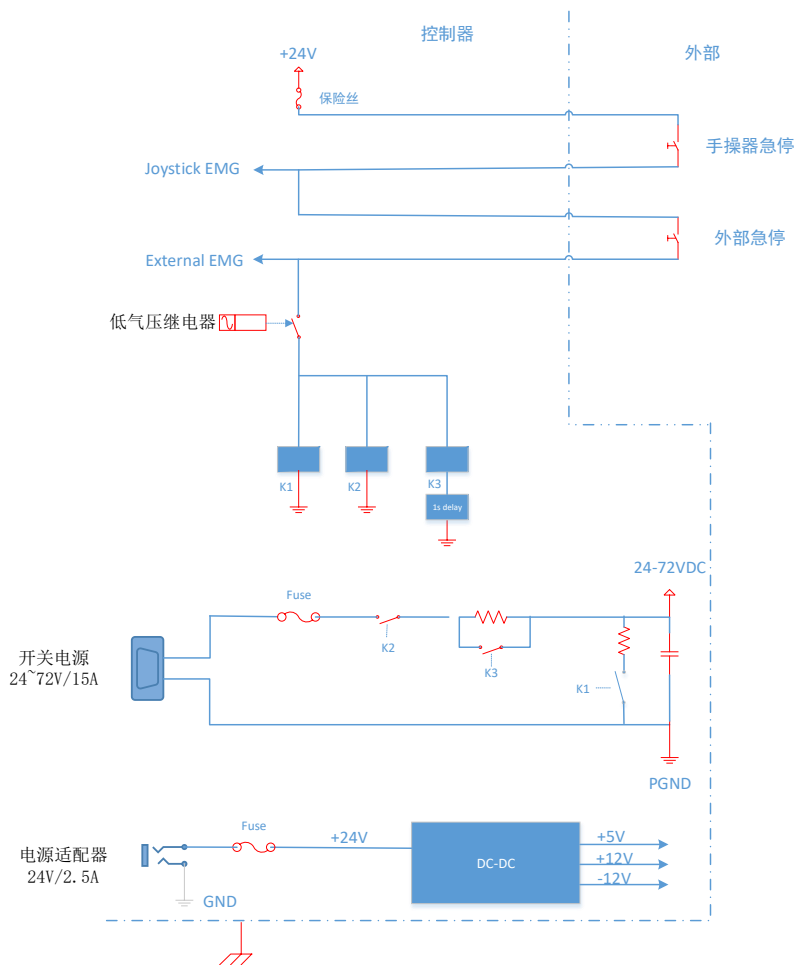 控制器
外部
+24V
保险丝
手操器急停
Joystick EMG
外部急停
External EMG
低气压继电器
K1
K2
K3
1s delay
24-72VDC
Fuse
K2
K3
K1
开关电源
24~72V/15A
PGND
Fuse
+24V
电源适配器
24V/2.5A
DC-DC
+5V
+12V
-12V
GND